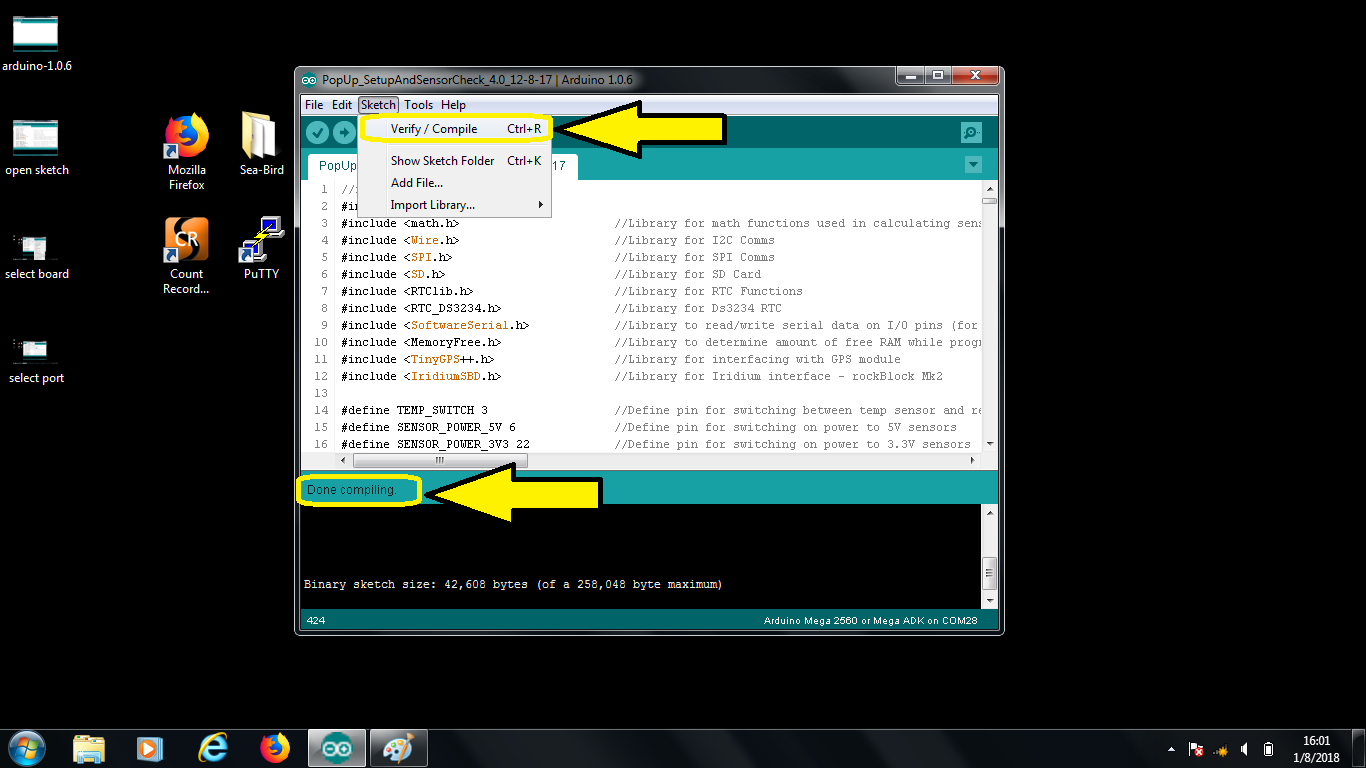 arduino-1.0.6
open sketch
select board
select port
Mozilla
Firefox
Sea-Bird
CR
Count
Record...
PuTTY
PopUp_SetupAndSensorCheck_4.0_12-8-17 | Arduino 1.0.6
File Edit Sketch Tools Help
Verify / Compile Ctrl+R
Show Sketch Folder Ctrl+K
Add File...
Import Library...
PopUp 17
1 //
2 #in
3 #include <math.h> //Library for math functions used in calculating sens
4 #include <Wire.h> //Library for I2C Comms
5 #include <SPI.h> //Library for SPI Comms
6 #include <SD.h> //Library for SD Card
7 #include <RTClib.h> //Library for RTC Functions
8 #include <RTC_DS3234.h> //Library for Ds3234 RTC
9 #include <SoftwareSerial.h> //Library to read/write serial data on I/O pins (for
10 #include <MemoryFree.h> //Library to determine amount of free RAM while prog
11 #include <TinyGPS++.h> //Library for interfacing with GPS module
12 #include <IridiumSBD.h> //Library for Iridium interface - rockBlock Mk2
13
14 #define TEMP_SWITCH 3 //Define pin for switching between temp sensor and re
15 #define SENSOR_POWER_5V 6 //Define pin for switching on power to 5V sensors
16 #define SENSOR_POWER_3V3 22 //Define pin for switching on power to 3.3V sensors
Done compiling.
Binary sketch size: 42,608 bytes (of a 258,048 byte maximum)
424 Arduino Mega 2560 or Mega ADK on COM28
16:01
1/8/2018